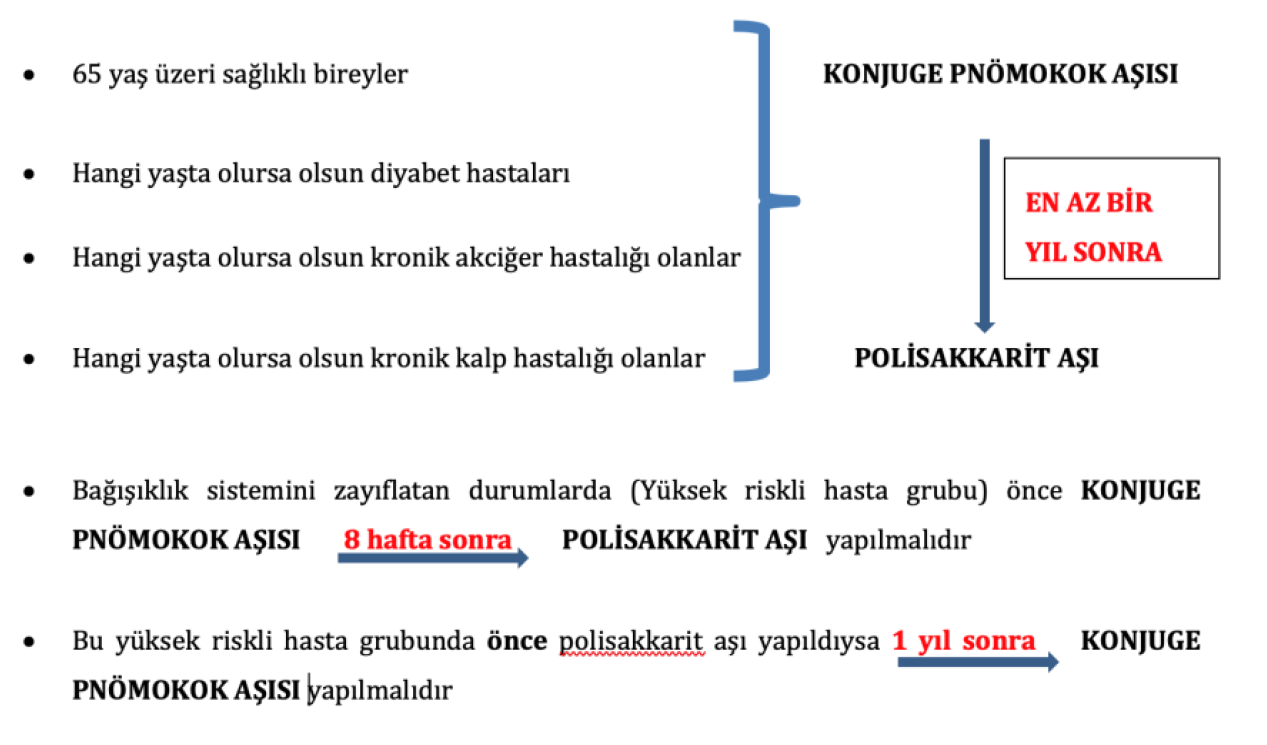 • 65 yaş üzeri sağlıklı bireyler
KONJUGE PNÖMOKOK AŞISI
• Hangi yaşta olursa olsun diyabet hastaları
EN AZ BİR
YIL SONRA
• Hangi yaşta olursa olsun kronik akciğer hastalığı olanlar
• Hangi yaşta olursa olsun kronik kalp hastalığı olanlar
POLİSAKKARİT AŞI
• Bağışıklık sistemini zayıflatan durumlarda (Yüksek riskli hasta grubu) önce KONJUGE
PNÖMOKOK AŞISI 8 hafta sonra POLİSAKKARİT AŞI yapılmalıdır
• Bu yüksek riskli hasta grubunda önce polisakkarit aşı yapıldıysa 1 yıl sonra KONJUGE
PNÖMOKOK AŞISI yapılmalıdır